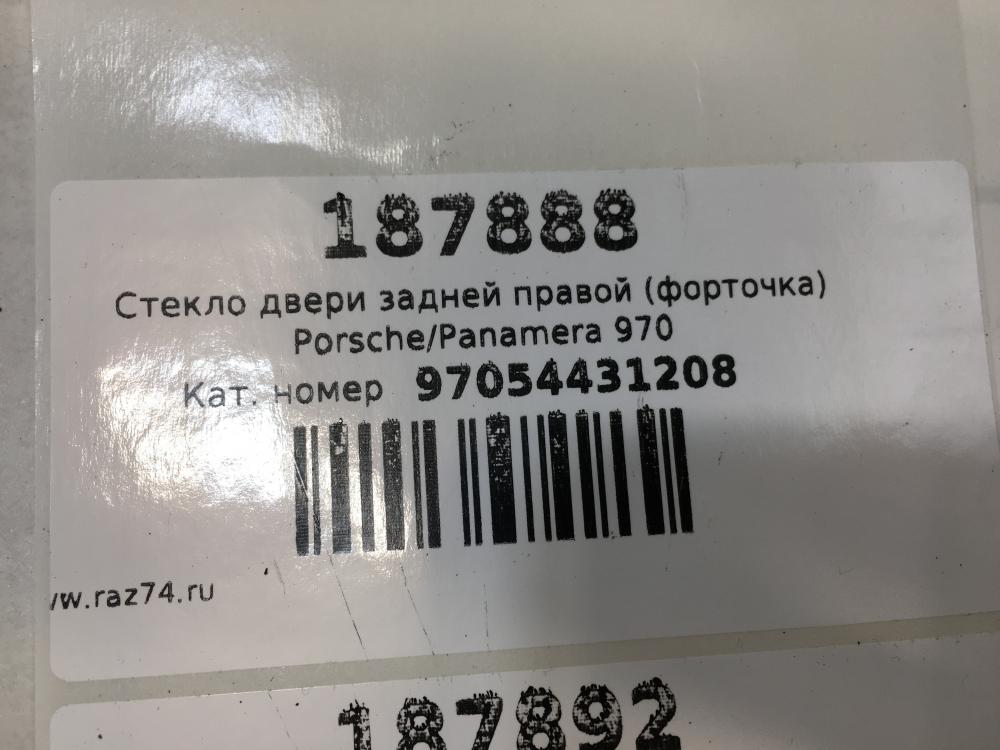 187888
Стекло двери задней правой (форточка)
Porsche/Panamera 970
Кат. номер 97054431208
w.raz74.ru
187892